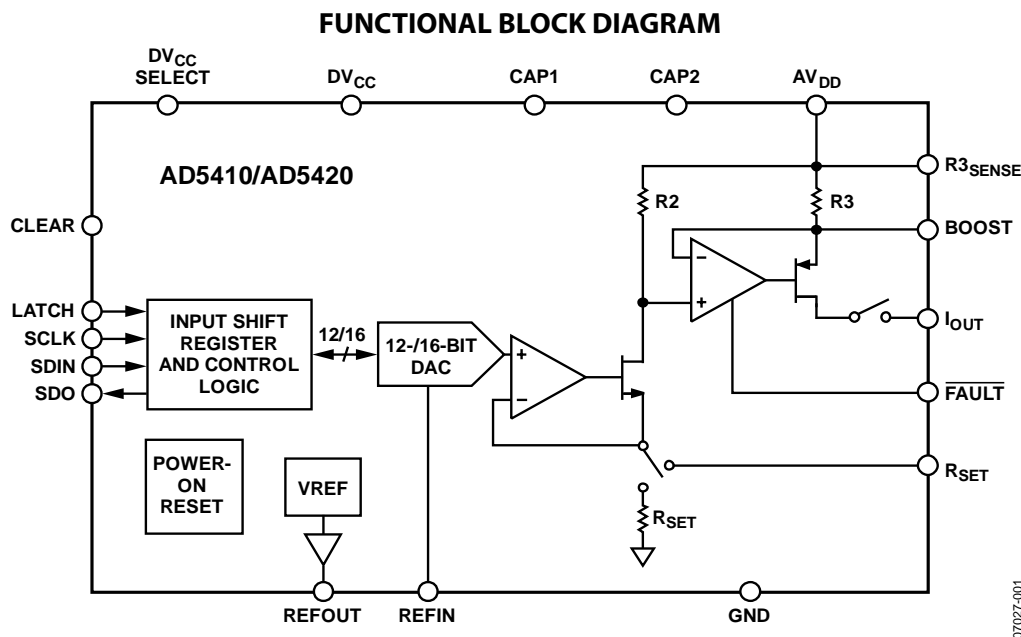 FUNCTIONAL BLOCK DIAGRAM
DVCC
SELECT
DVCC
CAP1
CAP2
AVDD
AD5410/AD5420
R3SENSE
R2
R3
BOOST
CLEAR
LATCH
SCLK
SDIN
SDO
INPUT SHIFT
REGISTER
AND CONTROL
LOGIC
12/16
12-/16-BIT
DAC
+
−
−
+
IOUT
FAULT
RSET
POWER-
ON
RESET
VREF
RSET
REFOUT
REFIN
GND
07027-001